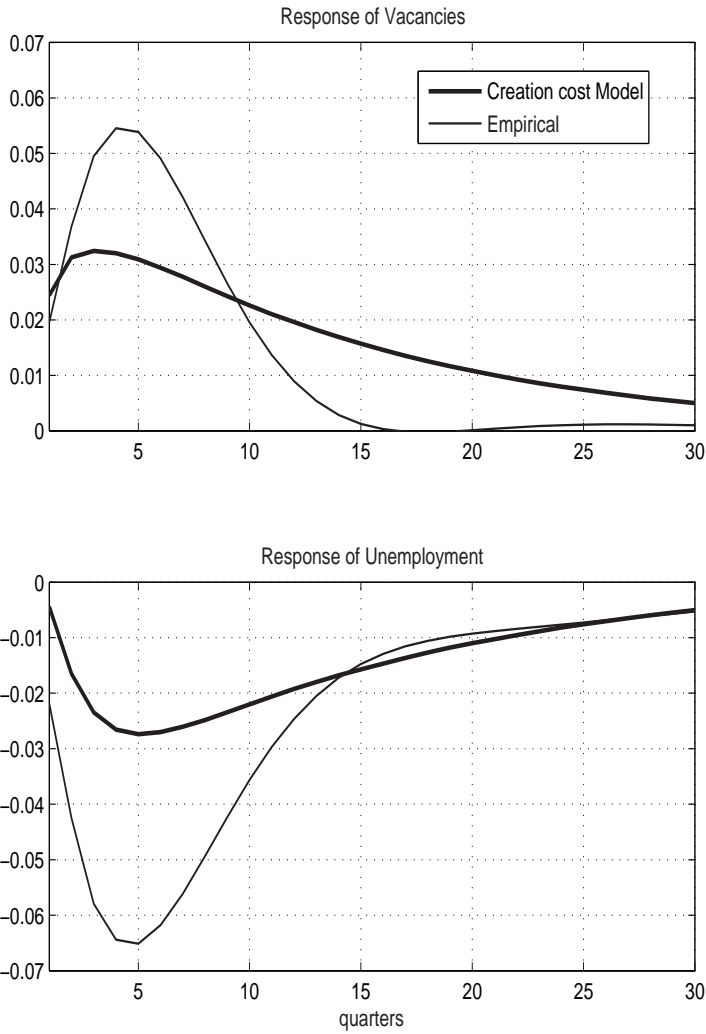 Response of Vacancies
0.07
0.06
0.05
0.04
0.03
0.02
0.01
0
Creation cost Model
Empirical
5 10 15 20 25 30
Response of Unemployment
0
−0.01
−0.02
−0.03
−0.04
−0.05
−0.06
−0.07
5 10 15 20 25 30
quarters